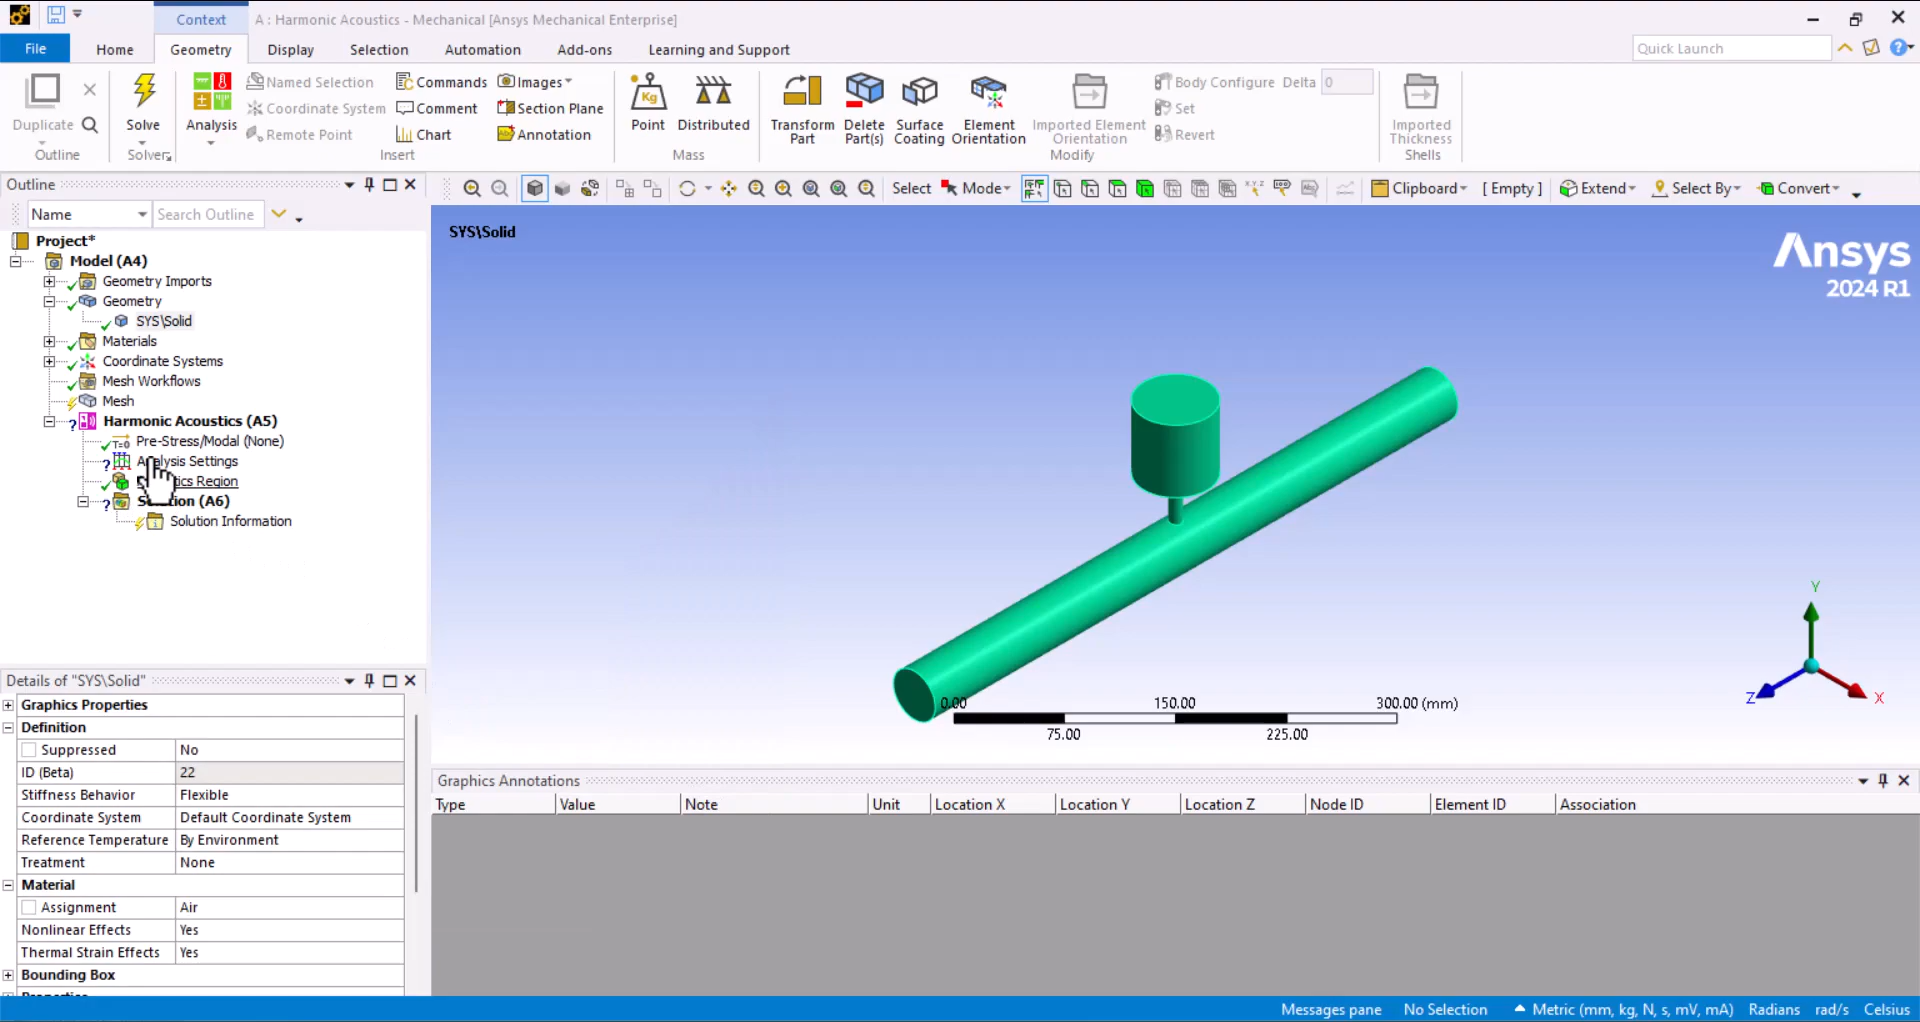 Context
A : Harmonic Acoustics - Mechanical [Ansys Mechanical Enterprise]
File
Home
Geometry
Display
Selection
Automation
Add-ons
Learning and Support
Quick Launch
Duplicate
Outline
Solve
Solver
Analysis
Named Selection
Coordinate System
Remote Point
Commands
Comment
Chart
Images
Section Plane
Annotation
Insert
Kg
Point
Distributed
Mass
Transform
Part
Delete
Part(s)
Surface
Coating
Element
Orientation
Imported Element
Orientation
Body Configure Delta 0
Set
Revert
Modify
Imported
Thickness
Shells
Outline
Name
Search Outline
Select
Mode
Clipboard
[ Empty ]
Extend
Select By
Convert
Project*
Model (A4)
Geometry Imports
Geometry
SYS\Solid
Materials
Coordinate Systems
Mesh Workflows
Mesh
Harmonic Acoustics (A5)
T=0 Pre-Stress/Modal (None)
Analysis Settings
Region
(A6)
Solution Information
SYS\Solid
Ansys
2024 R1
0.00
150.00
300.00 (mm)
75.00
225.00
Y
Z
X
Details of "SYS\Solid"
Graphics Properties
Definition
Suppressed No
ID (Beta) 22
Stiffness Behavior Flexible
Coordinate System Default Coordinate System
Reference Temperature By Environment
Treatment None
Material
Assignment Air
Nonlinear Effects Yes
Thermal Strain Effects Yes
Bounding Box
Graphics Annotations
Type Value Note Unit Location X Location Y Location Z Node ID Element ID Association
Messages pane No Selection Metric (mm, kg, N, s, mV, mA) Radians rad/s Celsius